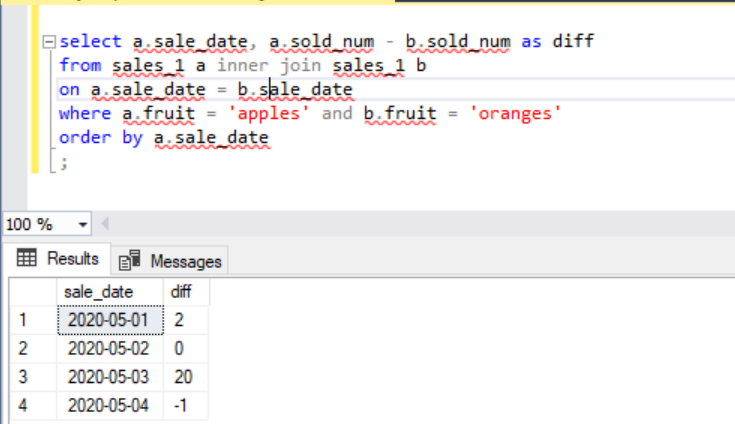 select a.sale_date, a.sold_num - b.sold_num as diff
from sales_1 a inner join sales_1 b
on a.sale_date = b.sale_date
where a.fruit = 'apples' and b.fruit = 'oranges'
order by a.sale_date
;
100 %
Results Messages
sale_date diff
1 2020-05-01 2
2 2020-05-02 0
3 2020-05-03 20
4 2020-05-04 -1